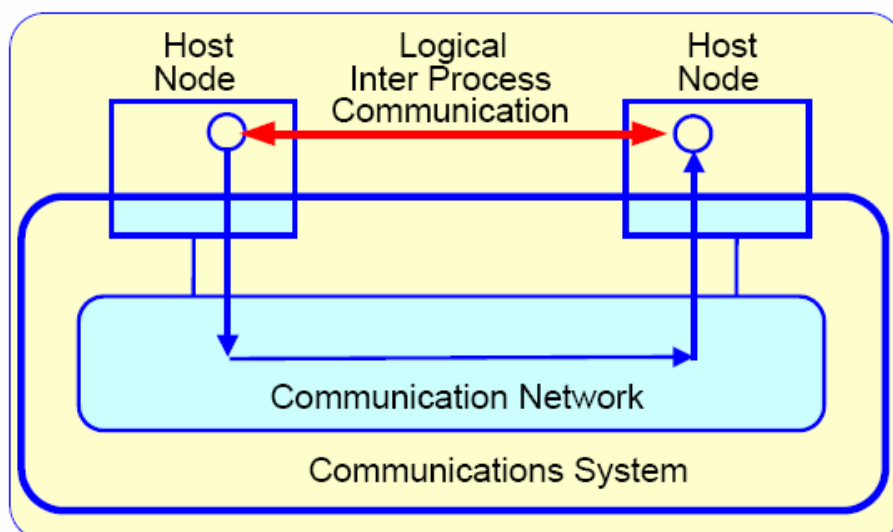 Host
Node
Logical
Inter Process
Communication
Host
Node
Communication Network
Communications System